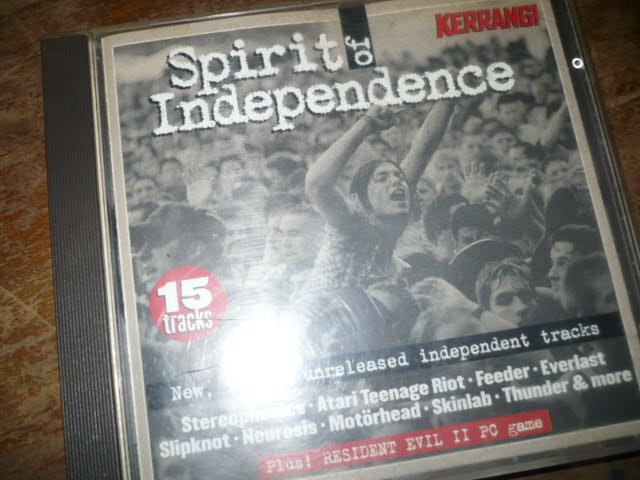 KERRANG!
Spirit of
Independence
15
tracks
New, unreleased independent tracks
Stereophonics · Atari Teenage Riot · Feeder · Everlast
Slipknot · Neurosis · Motörhead · Skinlab · Thunder & more
Plus! RESIDENT EVIL II PC game